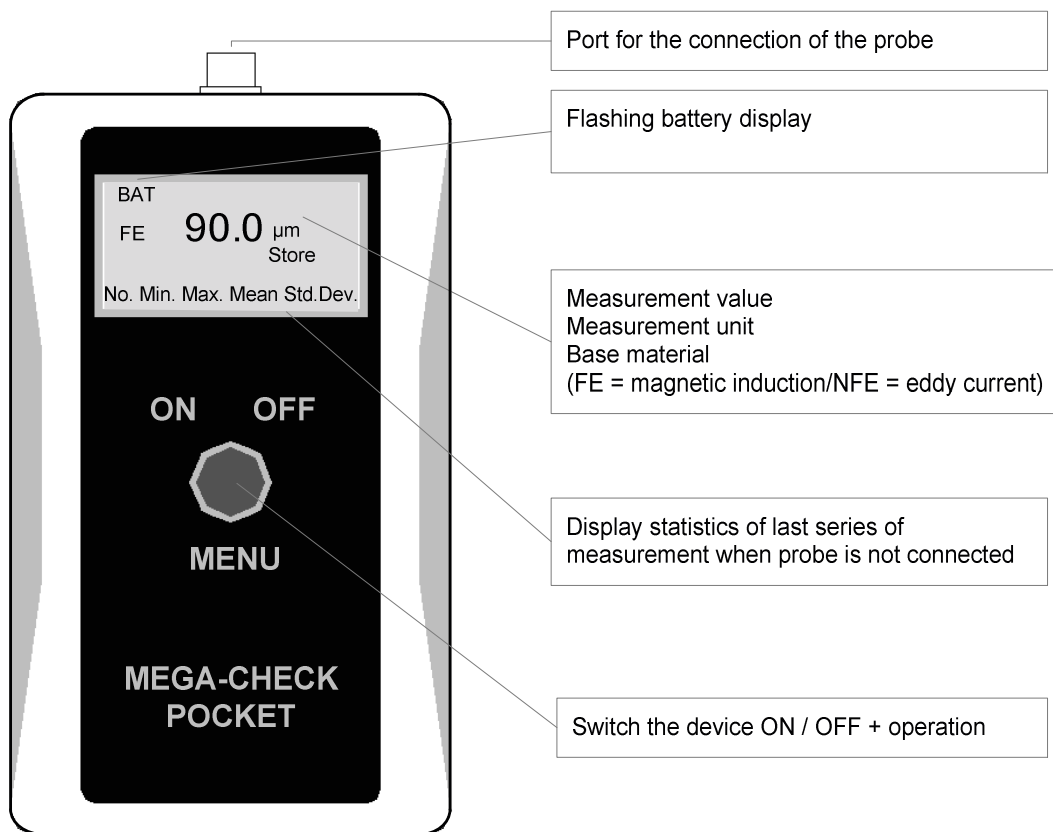 Port for the connection of the probe
Flashing battery display
BAT
FE 90.0 µm
Store
No. Min. Max. Mean Std.Dev.
Measurement value
Measurement unit
Base material
(FE = magnetic induction/NFE = eddy current)
ON OFF
MENU
Display statistics of last series of
measurement when probe is not connected
MEGA-CHECK
POCKET
Switch the device ON / OFF + operation